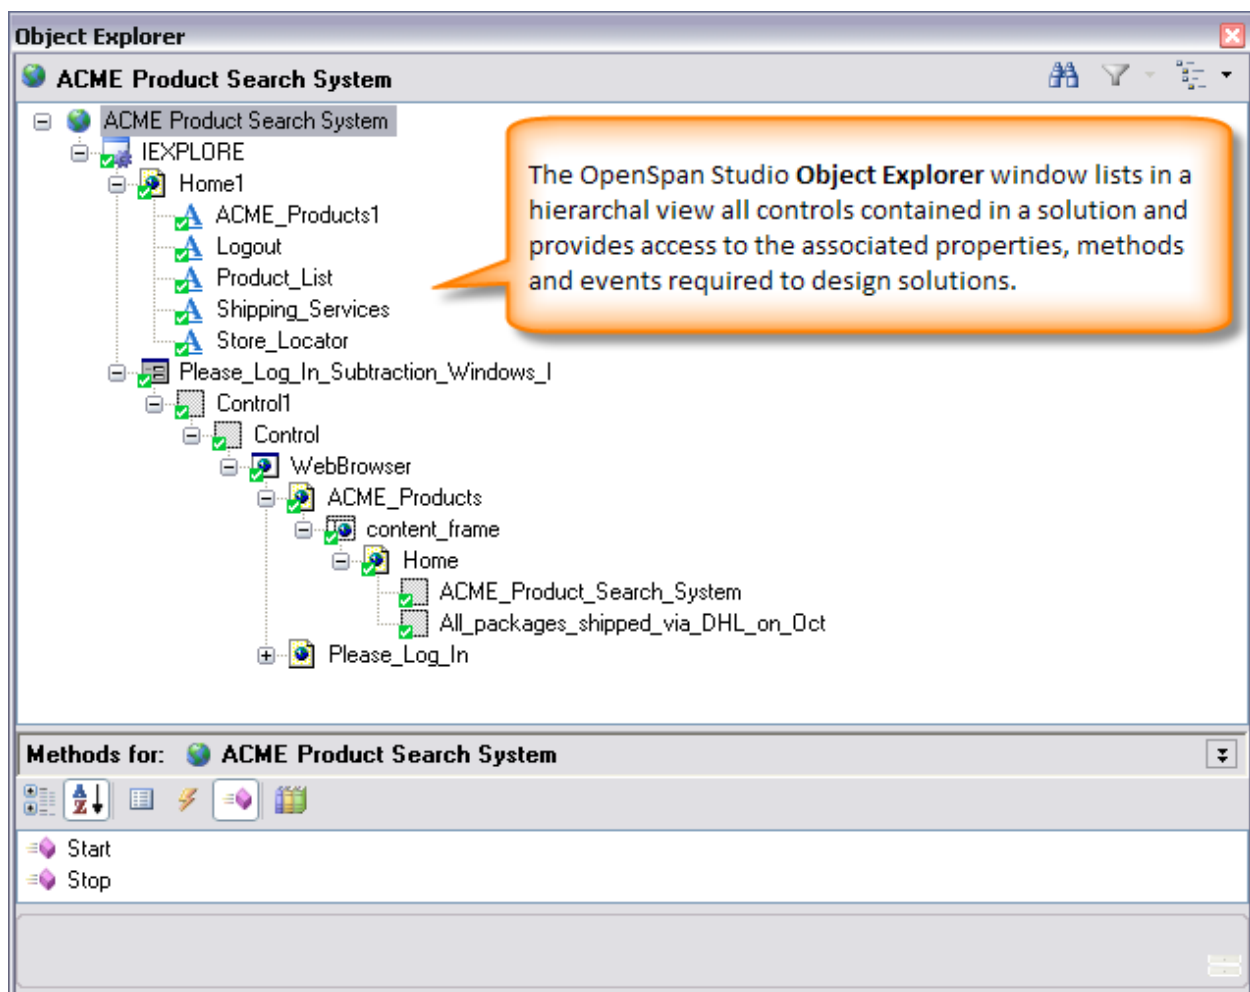 Object Explorer
ACME Product Search System
ACME Product Search System
IEXPLORE
Home1
ACME_Products1
Logout
Product_List
Shipping_Services
Store_Locator
Please_Log_In_Subtraction_Windows_I
Control1
Control
WebBrowser
ACME_Products
content_frame
Home
ACME_Product_Search_System
All_packages_shipped_via_DHL_on_Oct
Please_Log_In
The OpenSpan Studio Object Explorer window lists in a
hierarchal view all controls contained in a solution and
provides access to the associated properties, methods
and events required to design solutions.
Methods for: ACME Product Search System
Start
Stop